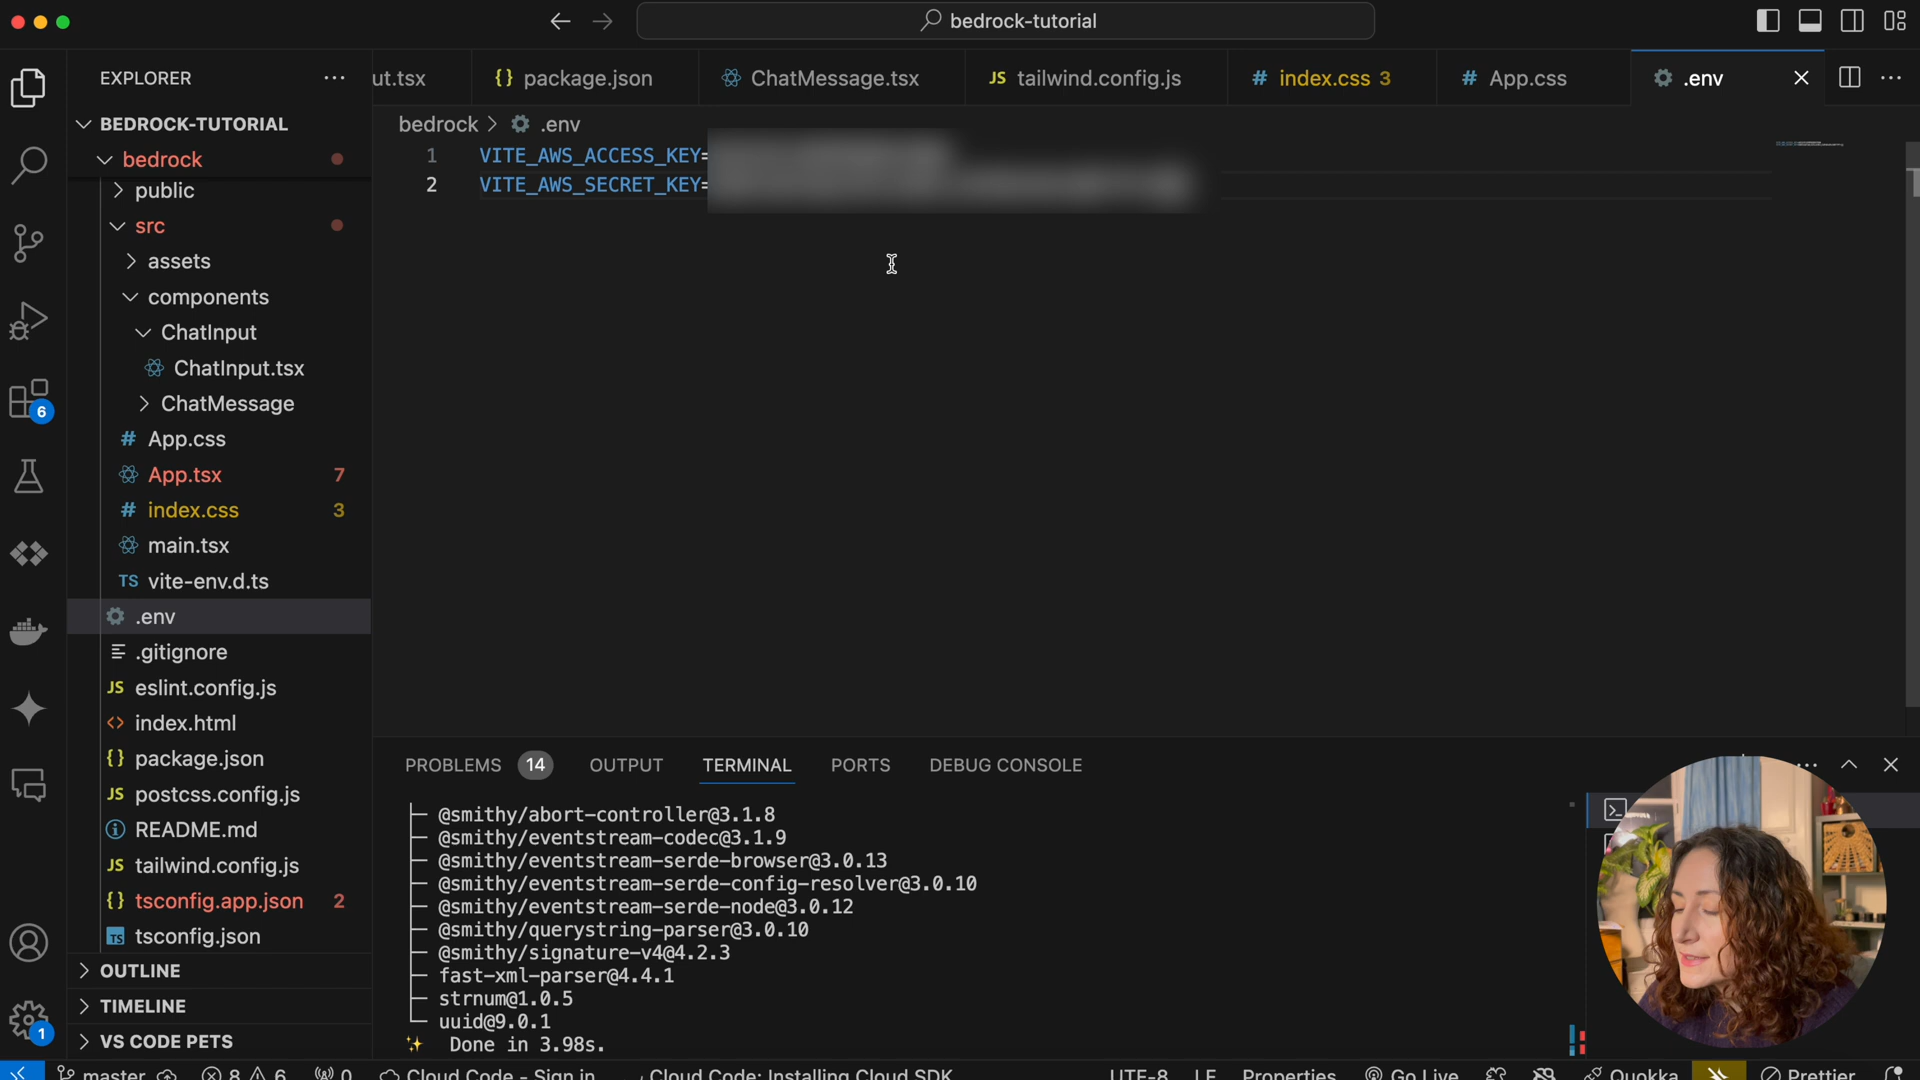 bedrock-tutorial
EXPLORER
ut.tsx
package.json
ChatMessage.tsx
JS tailwind.config.js
# index.css 3
# App.css
.env
BEDROCK-TUTORIAL
bedrock
public
src
assets
components
ChatInput
ChatInput.tsx
ChatMessage
# App.css
App.tsx 7
# index.css 3
main.tsx
TS vite-env.d.ts
.env
.gitignore
JS eslint.config.js
<> index.html
{} package.json
JS postcss.config.js
README.md
JS tailwind.config.js
{} tsconfig.app.json 2
TS tsconfig.json
OUTLINE
TIMELINE
VS CODE PETS
6
1
bedrock > .env
1 VITE_AWS_ACCESS_KEY=
2 VITE_AWS_SECRET_KEY=
PROBLEMS 14 OUTPUT TERMINAL PORTS DEBUG CONSOLE
├─ @smithy/abort-controller@3.1.8
├─ @smithy/eventstream-codec@3.1.9
├─ @smithy/eventstream-serde-browser@3.0.13
├─ @smithy/eventstream-serde-config-resolver@3.0.10
├─ @smithy/eventstream-serde-node@3.0.12
├─ @smithy/querystring-parser@3.0.10
├─ @smithy/signature-v4@4.2.3
├─ fast-xml-parser@4.4.1
├─ strnum@1.0.5
└─ uuid@9.0.1
✨ Done in 3.98s.
master 8 6 0 Cloud Code - Sign in Cloud Code: Installing Cloud SDK UTF-8 LF Properties Go Live Quokka Prettier